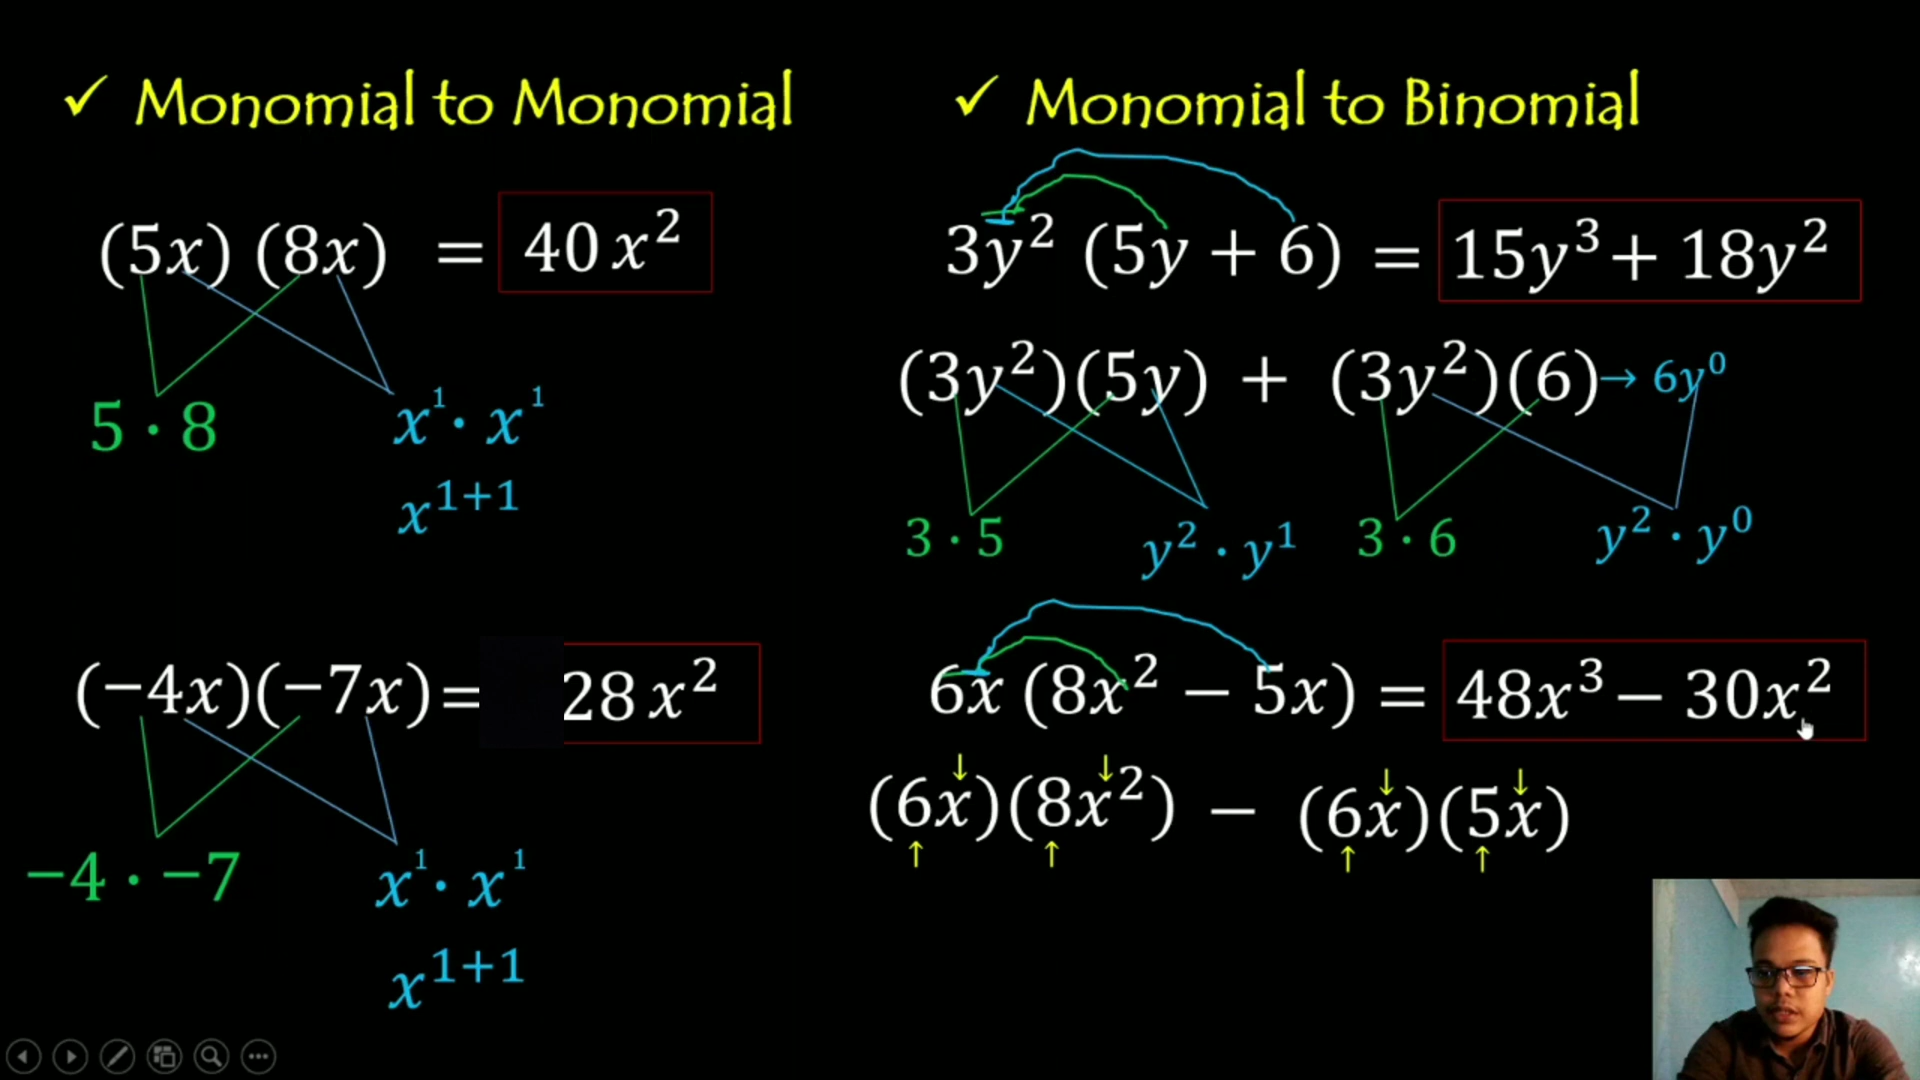 ✓ Monomial to Monomial
(5x) (8x) = 40x²
5 · 8
x¹ · x¹
x¹⁺¹
(−4x)(−7x)= 28x²
−4 · −7
x¹ · x¹
x¹⁺¹
✓ Monomial to Binomial
3y² (5y + 6) = 15y³ + 18y²
(3y²)(5y) + (3y²)(6) → 6y⁰
3 · 5 y² · y¹ 3 · 6 y² · y⁰
6x (8x² − 5x) = 48x³ − 30x²
(6x)(8x²) − (6x)(5x)